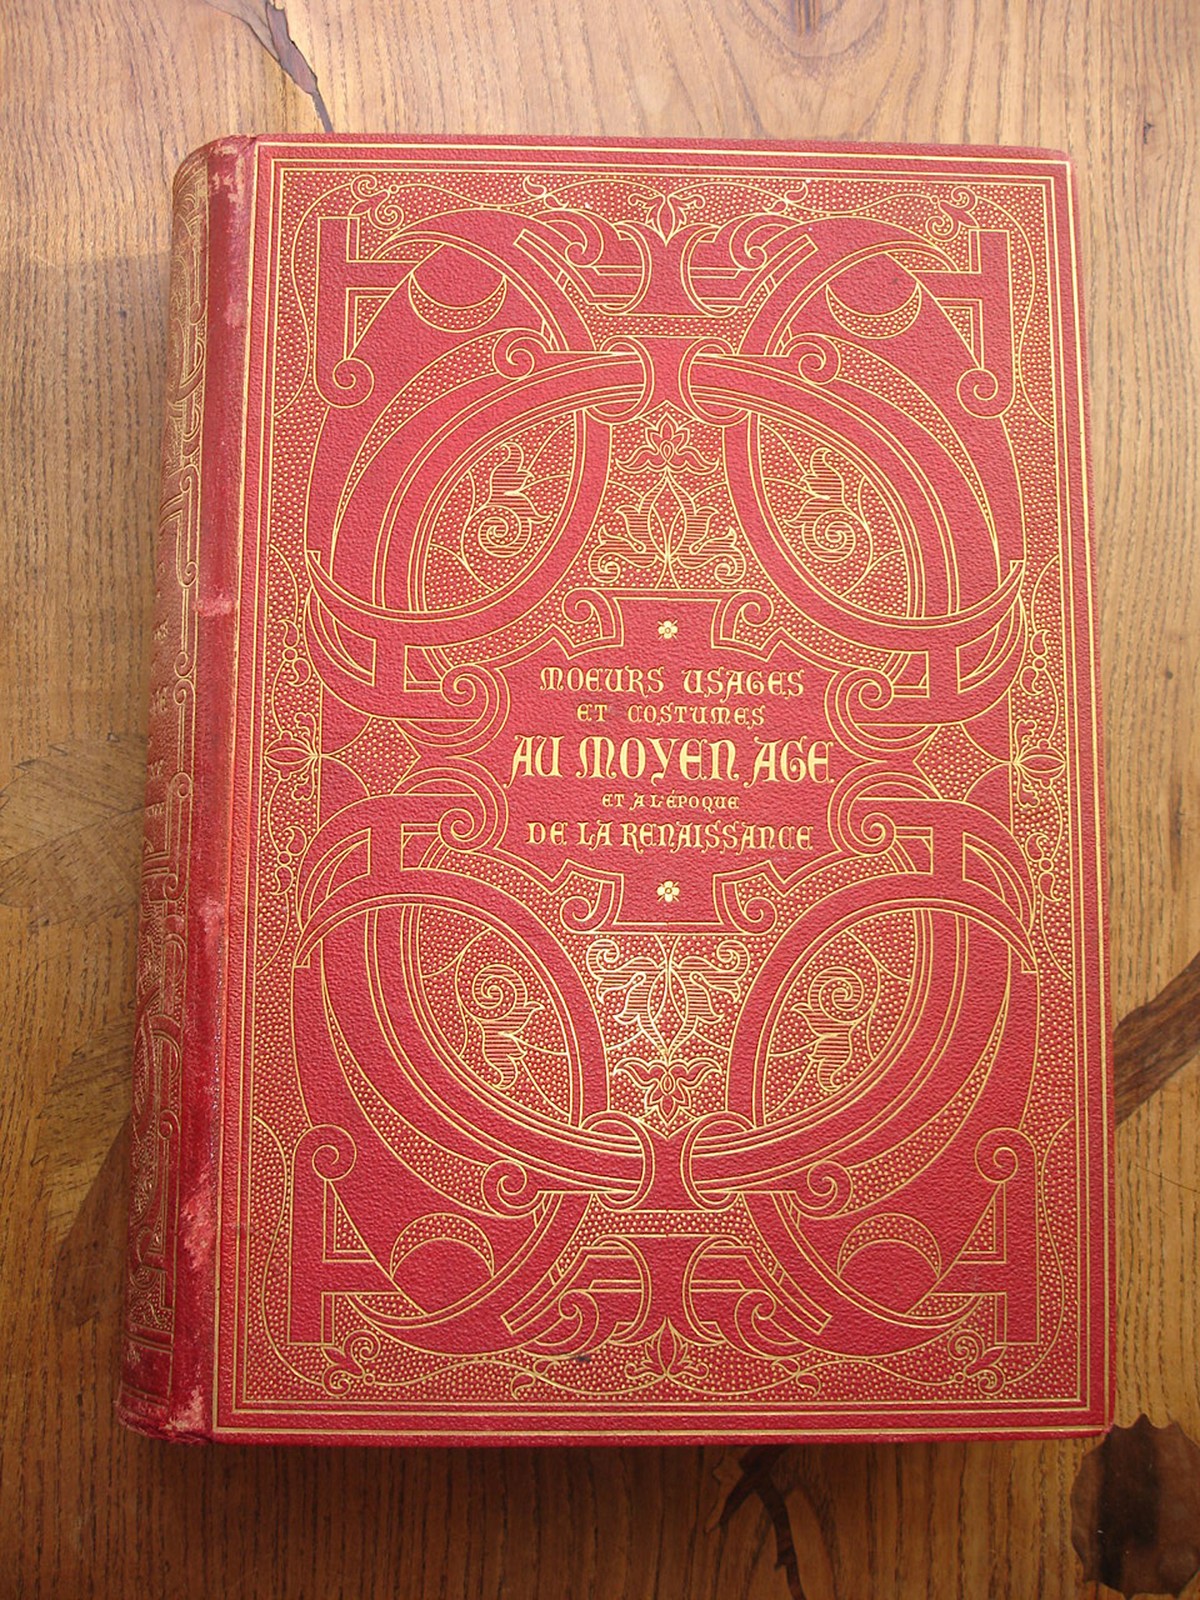 MOEURS USAGES
ET COSTUMES
AU MOYEN AGE
ET A L'ÉPOQUE
DE LA RENAISSANCE